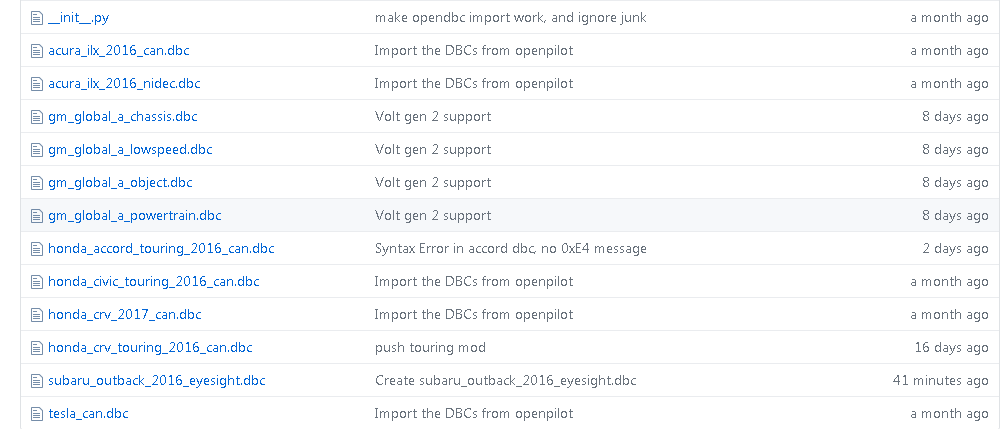 __init__.py make opendbc import work, and ignore junk a month ago
acura_ilx_2016_can.dbc Import the DBCs from openpilot a month ago
acura_ilx_2016_nidec.dbc Import the DBCs from openpilot a month ago
gm_global_a_chassis.dbc Volt gen 2 support 8 days ago
gm_global_a_lowspeed.dbc Volt gen 2 support 8 days ago
gm_global_a_object.dbc Volt gen 2 support 8 days ago
gm_global_a_powertrain.dbc Volt gen 2 support 8 days ago
honda_accord_touring_2016_can.dbc Syntax Error in accord dbc, no 0xE4 message 2 days ago
honda_civic_touring_2016_can.dbc Import the DBCs from openpilot a month ago
honda_crv_2017_can.dbc Import the DBCs from openpilot a month ago
honda_crv_touring_2016_can.dbc push touring mod 16 days ago
subaru_outback_2016_eyesight.dbc Create subaru_outback_2016_eyesight.dbc 41 minutes ago
tesla_can.dbc Import the DBCs from openpilot a month ago